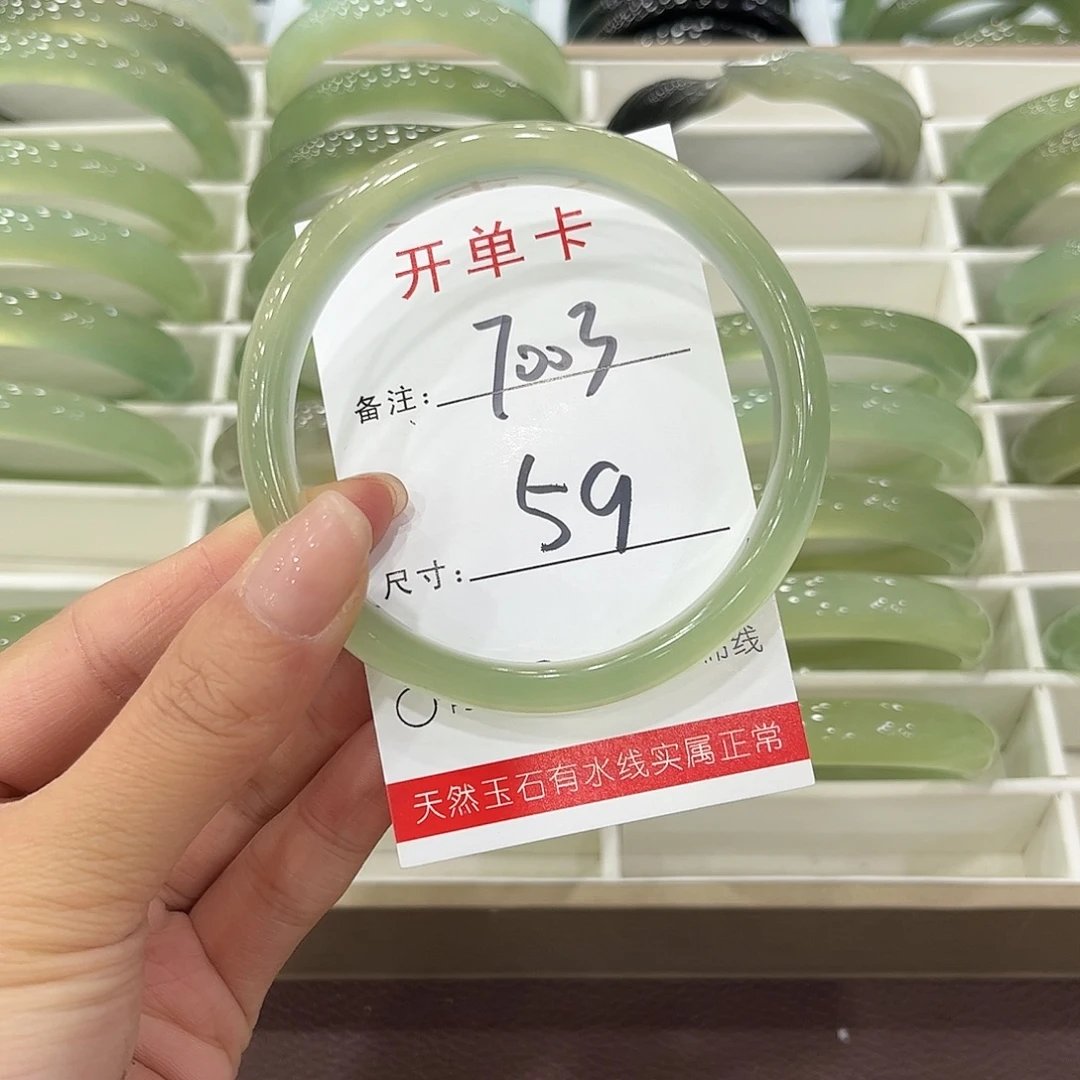 开单卡
备注: 7003
尺寸: 59
线
天然玉石有水线实属正常